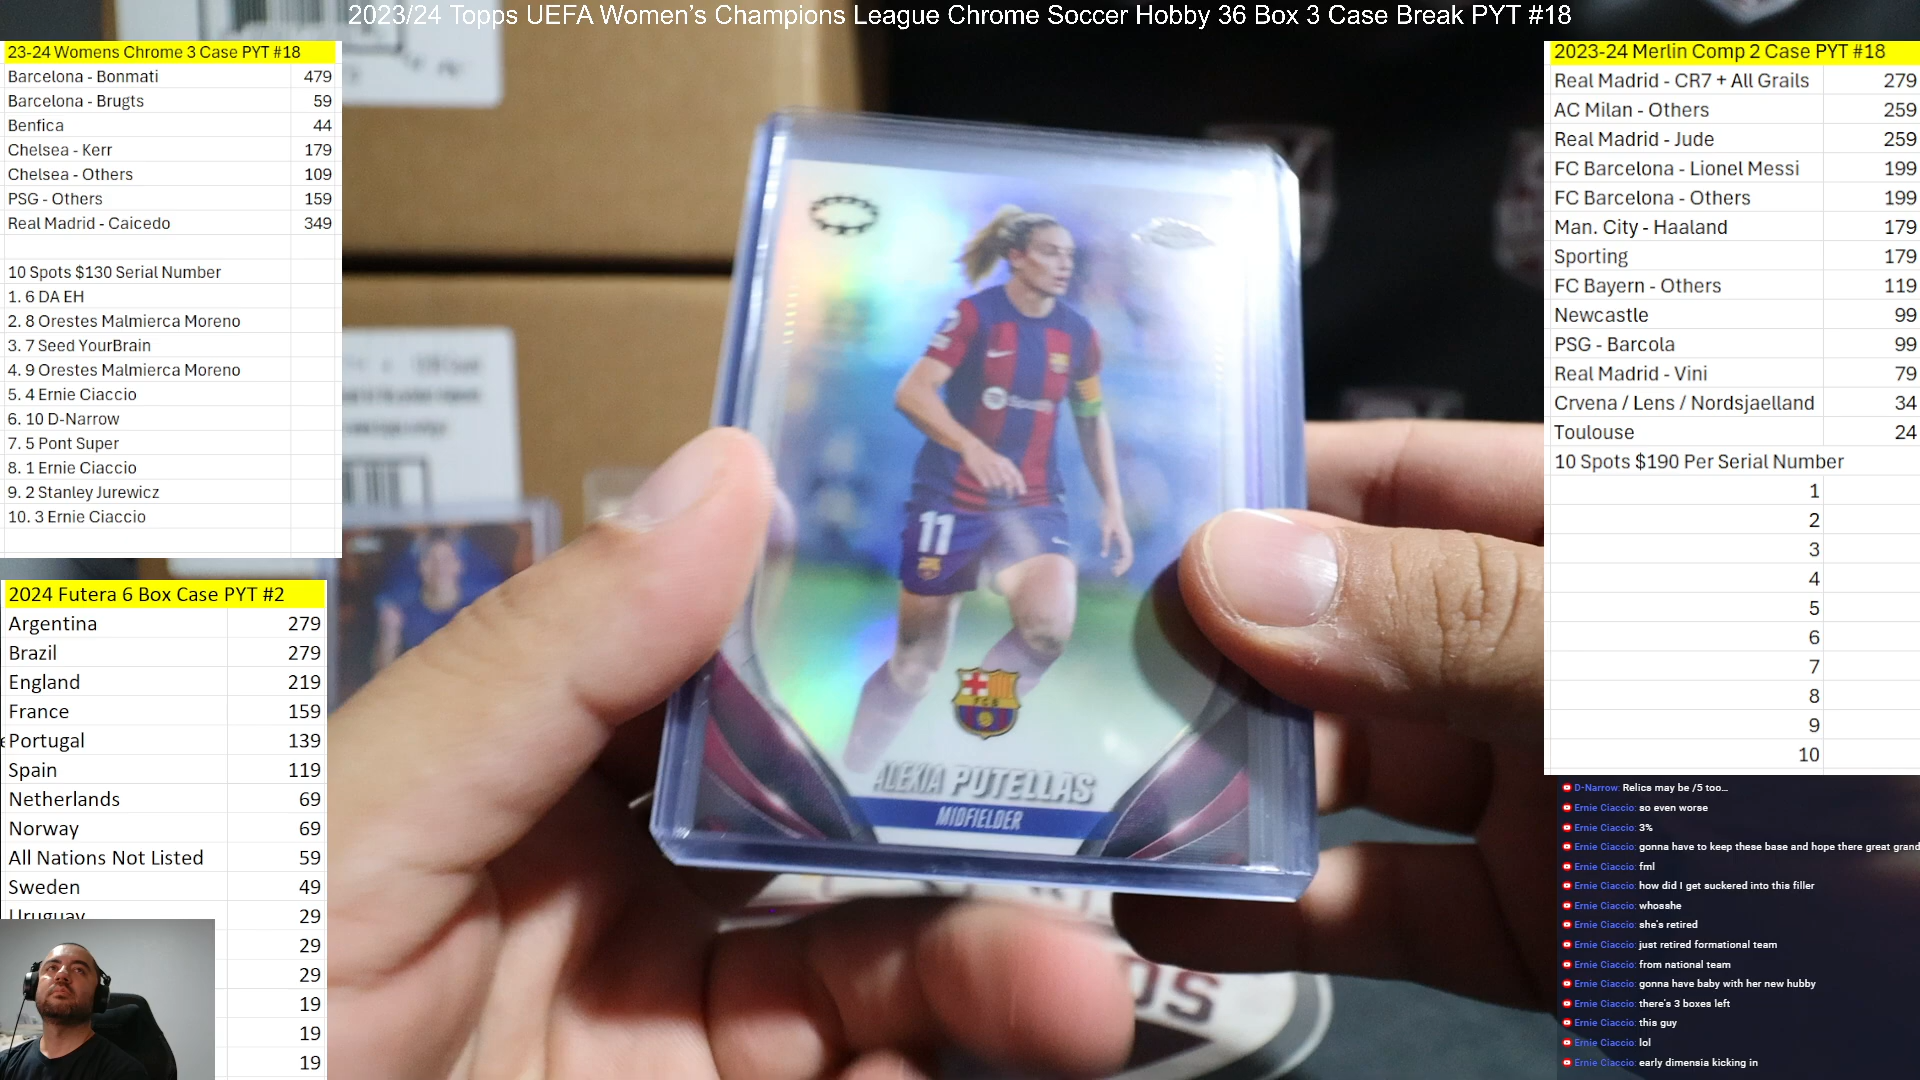 2023/24 Topps UEFA Women’s Champions League Chrome Soccer Hobby 36 Box 3 Case Break PYT #18
23-24 Womens Chrome 3 Case PYT #18
Barcelona - Bonmati 479
Barcelona - Brugts 59
Benfica 44
Chelsea - Kerr 179
Chelsea - Others 109
PSG - Others 159
Real Madrid - Caicedo 349
10 Spots $130 Serial Number
1. 6 DA EH
2. 8 Orestes Malmierca Moreno
3. 7 Seed YourBrain
4. 9 Orestes Malmierca Moreno
5. 4 Ernie Ciaccio
6. 10 D-Narrow
7. 5 Pont Super
8. 1 Ernie Ciaccio
9. 2 Stanley Jurewicz
10. 3 Ernie Ciaccio
2024 Futera 6 Box Case PYT #2
Argentina 279
Brazil 279
England 219
France 159
Portugal 139
Spain 119
Netherlands 69
Norway 69
All Nations Not Listed 59
Sweden 49
Uruguay 29
29
29
19
19
19
11
FCB
ALEXIA PUTELLAS
MIDFIELDER
2023-24 Merlin Comp 2 Case PYT #18
Real Madrid - CR7 + All Grails 279
AC Milan - Others 259
Real Madrid - Jude 259
FC Barcelona - Lionel Messi 199
FC Barcelona - Others 199
Man. City - Haaland 179
Sporting 179
FC Bayern - Others 119
Newcastle 99
PSG - Barcola 99
Real Madrid - Vini 79
Crvena / Lens / Nordsjaelland 34
Toulouse 24
10 Spots $190 Per Serial Number
1
2
3
4
5
6
7
8
9
10
D-Narrow: Relics may be /5 too...
Ernie Ciaccio: so even worse
Ernie Ciaccio: 3%
Ernie Ciaccio: gonna have to keep these base and hope there great grand
Ernie Ciaccio: fml
Ernie Ciaccio: how did I get suckered into this filler
Ernie Ciaccio: whosshe
Ernie Ciaccio: she's retired
Ernie Ciaccio: just retired formational team
Ernie Ciaccio: from national team
Ernie Ciaccio: gonna have baby with her new hubby
Ernie Ciaccio: there's 3 boxes left
Ernie Ciaccio: this guy
Ernie Ciaccio: lol
Ernie Ciaccio: early dimensia kicking in